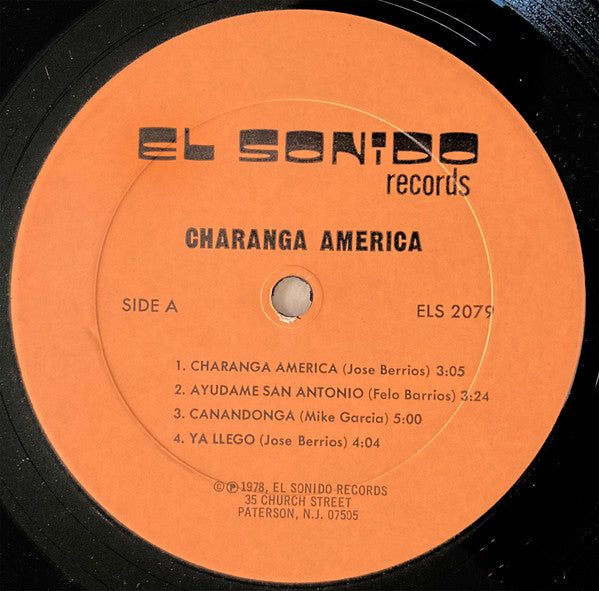 EL SONIDO
records
CHARANGA AMERICA
SIDE A
ELS 2079
1. CHARANGA AMERICA (Jose Berrios) 3:05
2. AYUDAME SAN ANTONIO (Felo Barrios) 3:24
3. CANANDONGA (Mike Garcia) 5:00
4. YA LLEGO (Jose Berrios) 4:04
© ℗ 1978, EL SONIDO RECORDS
35 CHURCH STREET
PATERSON, N.J. 07505